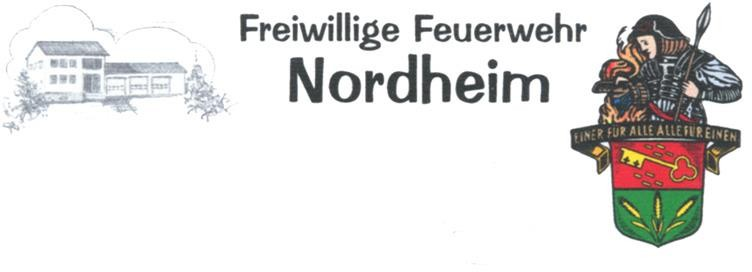 Freiwillige Feuerwehr
Nordheim
EINER FÜR ALLE ALLE FÜR EINEN